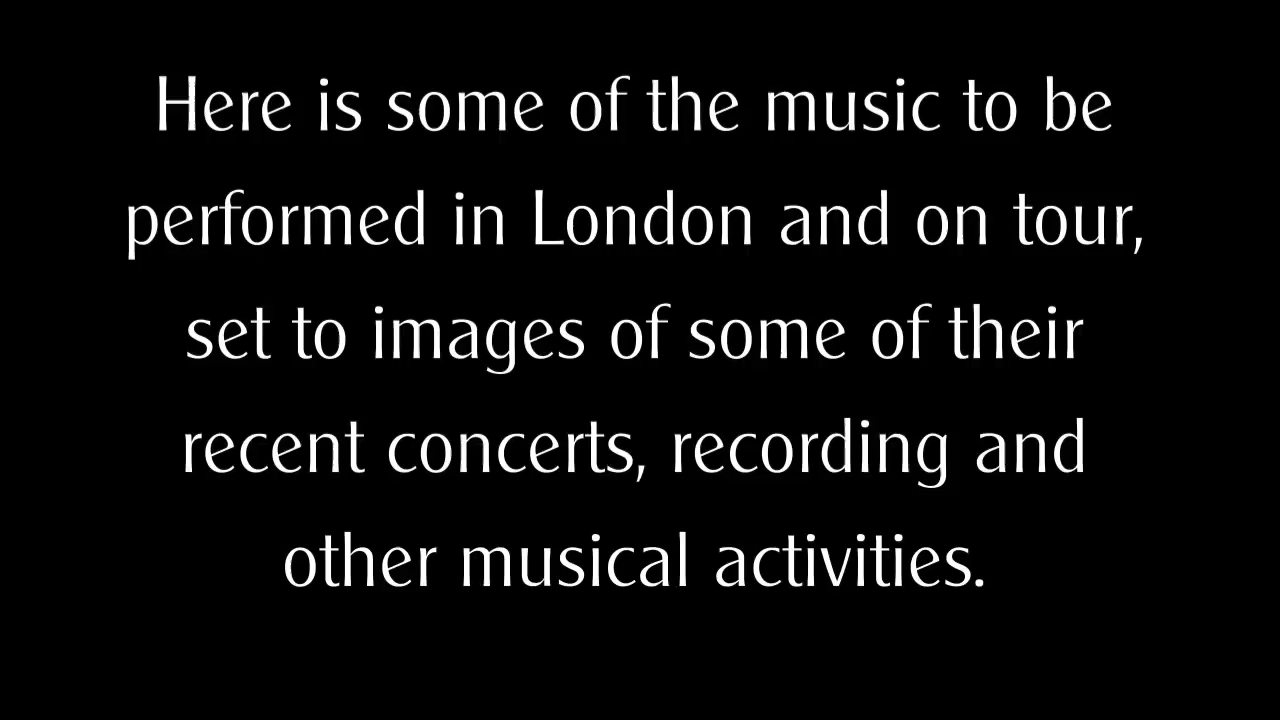 Here is some of the music to be
performed in London and on tour,
set to images of some of their
recent concerts, recording and
other musical activities.